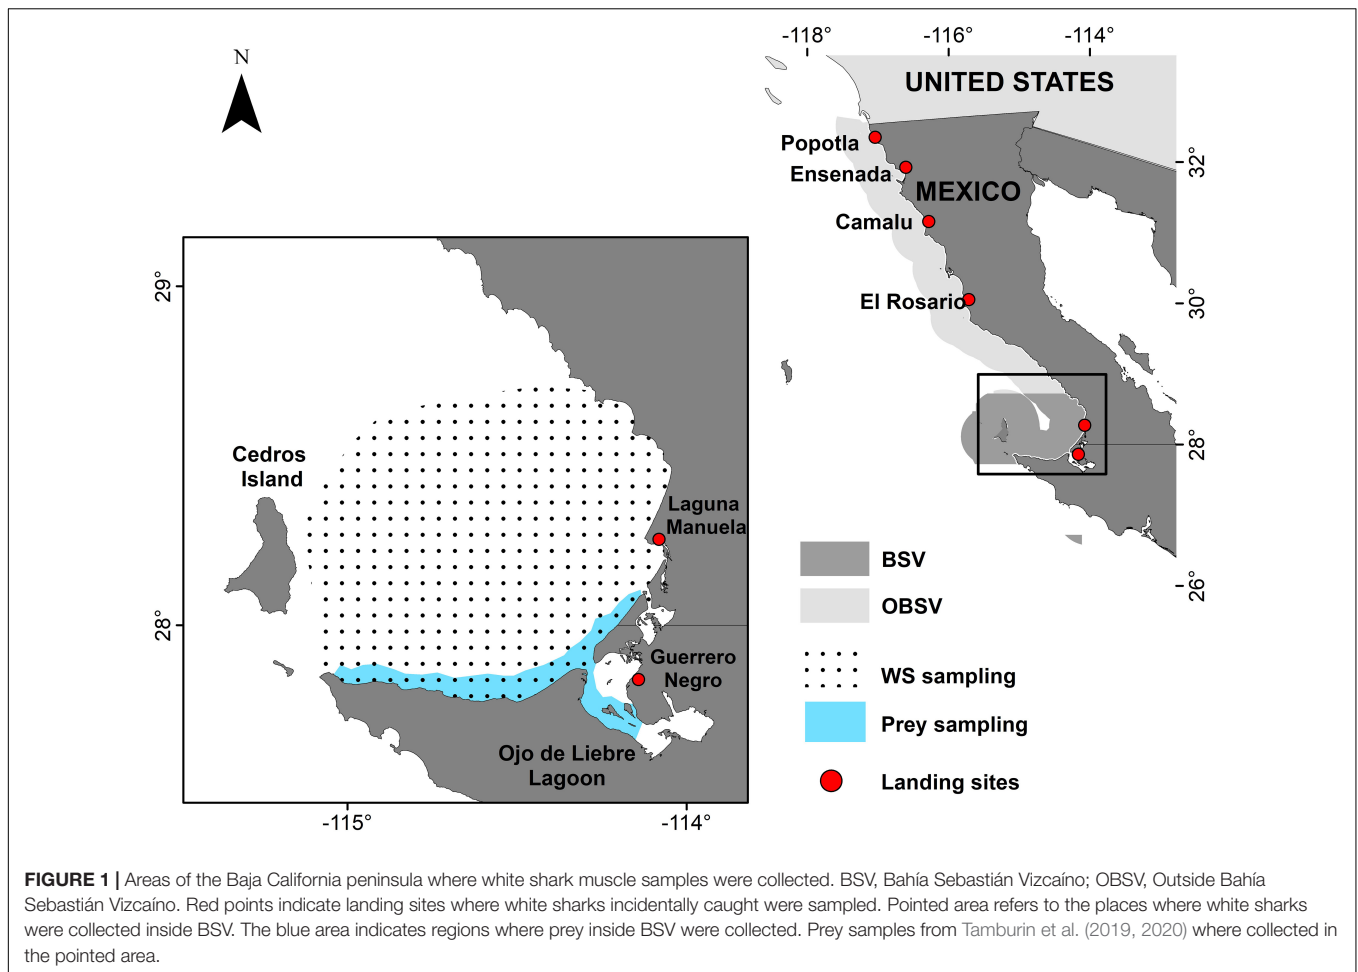 N
-118°
-116°
-114°
UNITED STATES
Popotla
Ensenada
MEXICO
Camalu
El Rosario
32°
30°
28°
26°
29°
28°
Cedros
Island
Laguna
Manuela
Guerrero
Negro
Ojo de Liebre
Lagoon
-115°
-114°
BSV
OBSV
WS sampling
Prey sampling
Landing sites
FIGURE 1 | Areas of the Baja California peninsula where white shark muscle samples were collected. BSV, Bahía Sebastián Vizcaíno; OBSV, Outside Bahía
Sebastián Vizcaíno. Red points indicate landing sites where white sharks incidentally caught were sampled. Pointed area refers to the places where white sharks
were collected inside BSV. The blue area indicates regions where prey inside BSV were collected. Prey samples from Tamburin et al. (2019, 2020) where collected in
the pointed area.